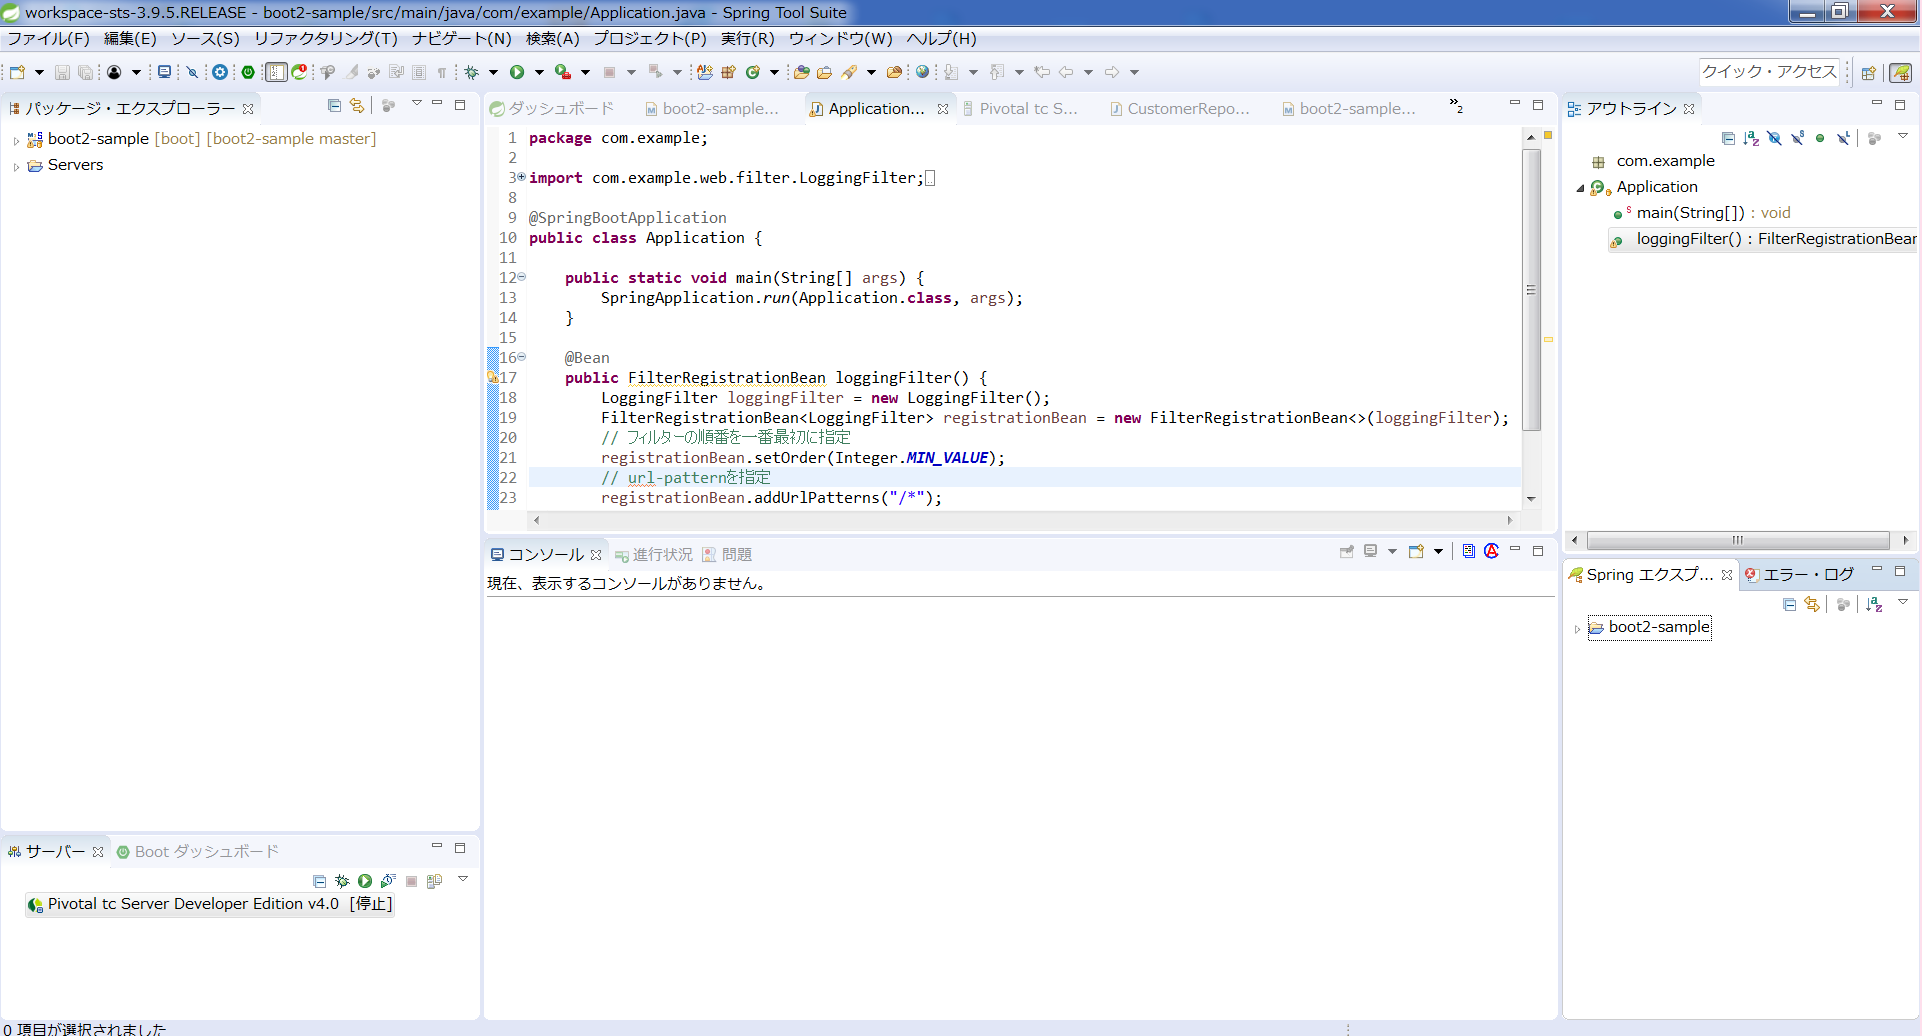 workspace-sts-3.9.5.RELEASE - boot2-sample/src/main/java/com/example/Application.java - Spring Tool Suite
ファイル(F) 編集(E) ソース(S) リファクタリング(T) ナビゲート(N) 検索(A) プロジェクト(P) 実行(R) ウィンドウ(W) ヘルプ(H)
クイック・アクセス
パッケージ・エクスプローラー
boot2-sample [boot] [boot2-sample master]
Servers
ダッシュボード boot2-sample... Application... Pivotal tc S... CustomerRepo... boot2-sample... »2
1 package com.example;
2
3 import com.example.web.filter.LoggingFilter;
8
9 @SpringBootApplication
10 public class Application {
11
12     public static void main(String[] args) {
13         SpringApplication.run(Application.class, args);
14     }
15
16     @Bean
17     public FilterRegistrationBean loggingFilter() {
18         LoggingFilter loggingFilter = new LoggingFilter();
19         FilterRegistrationBean<LoggingFilter> registrationBean = new FilterRegistrationBean<>(loggingFilter);
20         // フィルターの順番を一番最初に指定
21         registrationBean.setOrder(Integer.MIN_VALUE);
22         // url-patternを指定
23         registrationBean.addUrlPatterns("/*");
コンソール 進行状況 問題
現在、表示するコンソールがありません。
アウトライン
com.example
Application
main(String[]) : void
loggingFilter() : FilterRegistrationBean
Spring エクスプ... エラー・ログ
boot2-sample
サーバー Boot ダッシュボード
Pivotal tc Server Developer Edition v4.0 [停止]
0 項目が選択されました